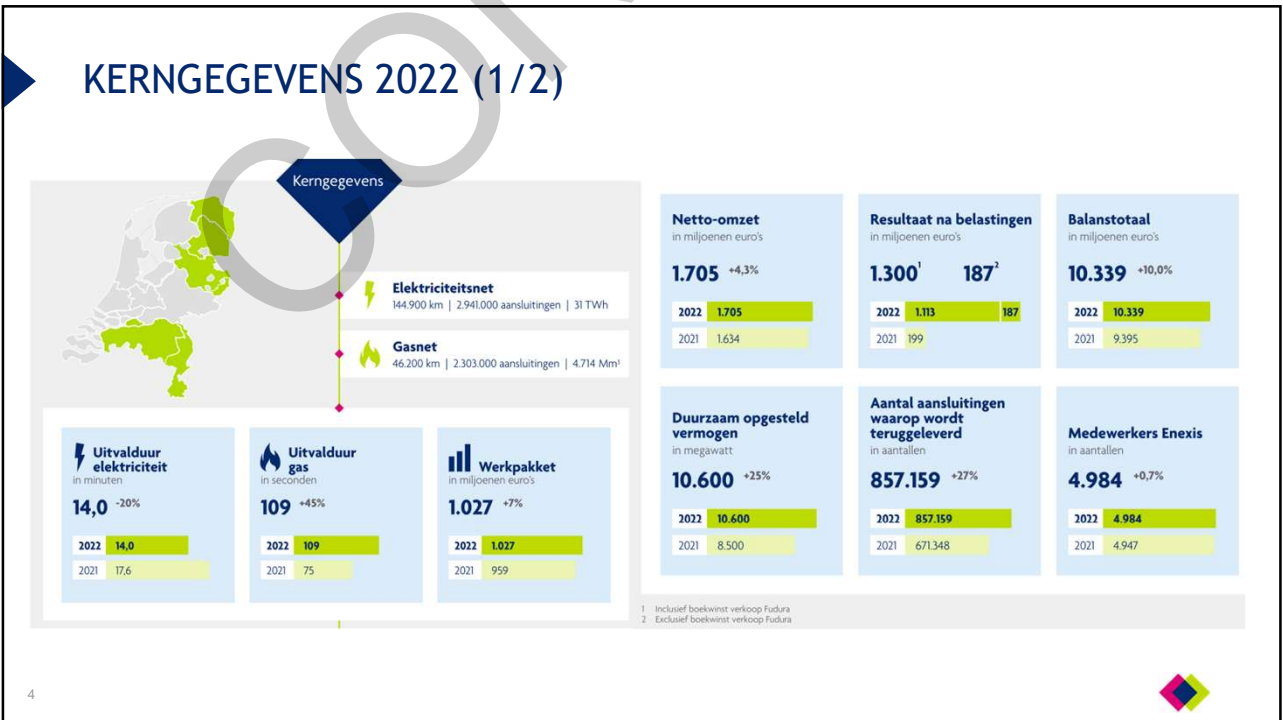 KERNGEGEVENS 2022 (1/2)
Kerngegevens
Elektriciteitsnet
144.900 km | 2.941.000 aansluitingen | 31 TWh
Gasnet
46.200 km | 2.303.000 aansluitingen | 4.714 Mm³
Uitvalduur
elektriciteit
in minuten
14,0 -20%
2022 14,0
2021 17,6
Uitvalduur
gas
in seconden
109 +45%
2022 109
2021 75
Werkpakket
in miljoenen euro's
1.027 +7%
2022 1.027
2021 959
Netto-omzet
in miljoenen euro's
1.705 +4,3%
2022 1.705
2021 1.634
Resultaat na belastingen
in miljoenen euro's
1.300¹ 187²
2022 1.113 187
2021 199
Balanstotaal
in miljoenen euro's
10.339 +10,0%
2022 10.339
2021 9.395
Duurzaam opgesteld
vermogen
in megawatt
10.600 +25%
2022 10.600
2021 8.500
Aantal aansluitingen
waarop wordt
teruggeleverd
in aantallen
857.159 +27%
2022 857.159
2021 671.348
Medewerkers Enexis
in aantallen
4.984 +0,7%
2022 4.984
2021 4.947
1 Inclusief boekwinst verkoop Fudura
2 Exclusief boekwinst verkoop Fudura
4